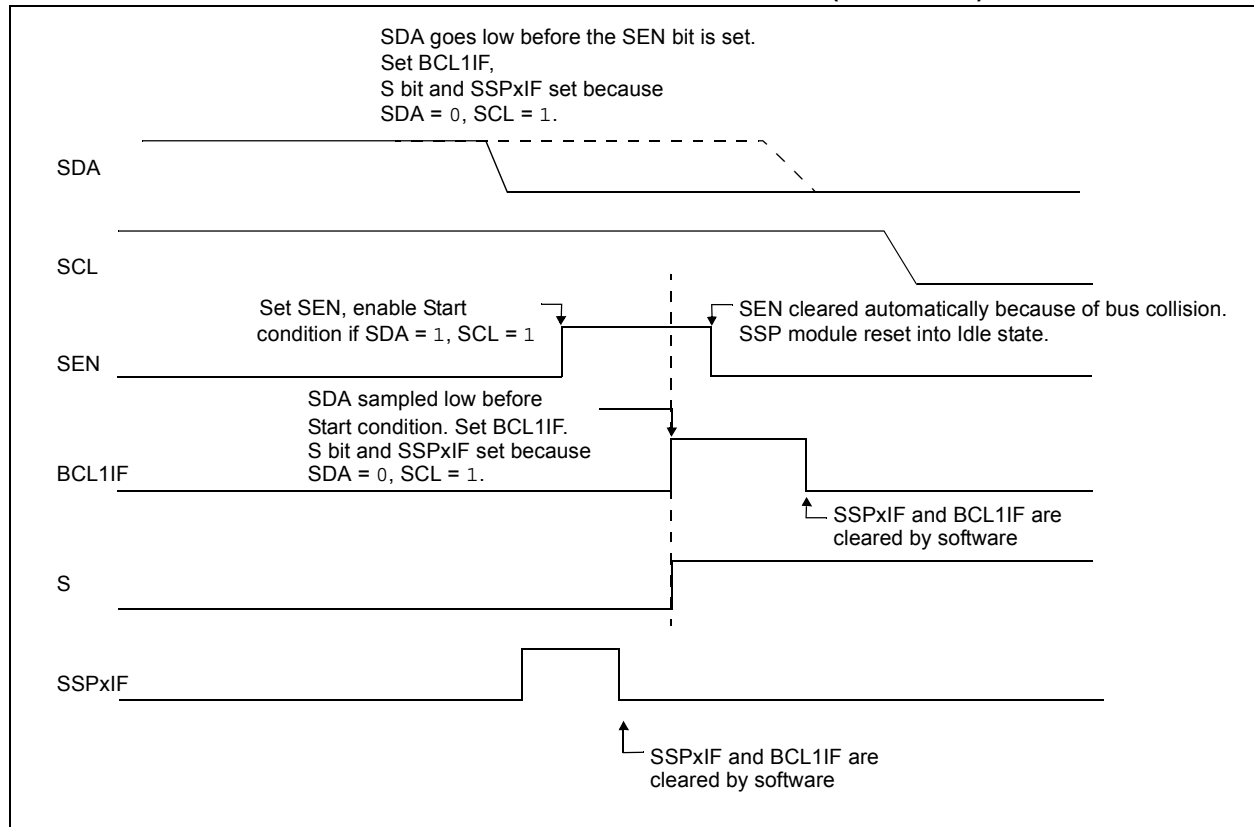 SDA goes low before the SEN bit is set.
Set BCL1IF,
S bit and SSPxIF set because
SDA = 0, SCL = 1.
SDA
SCL
Set SEN, enable Start
condition if SDA = 1, SCL = 1
SEN cleared automatically because of bus collision.
SSP module reset into Idle state.
SEN
SDA sampled low before
Start condition. Set BCL1IF.
S bit and SSPxIF set because
SDA = 0, SCL = 1.
BCL1IF
SSPxIF and BCL1IF are
cleared by software
S
SSPxIF
SSPxIF and BCL1IF are
cleared by software